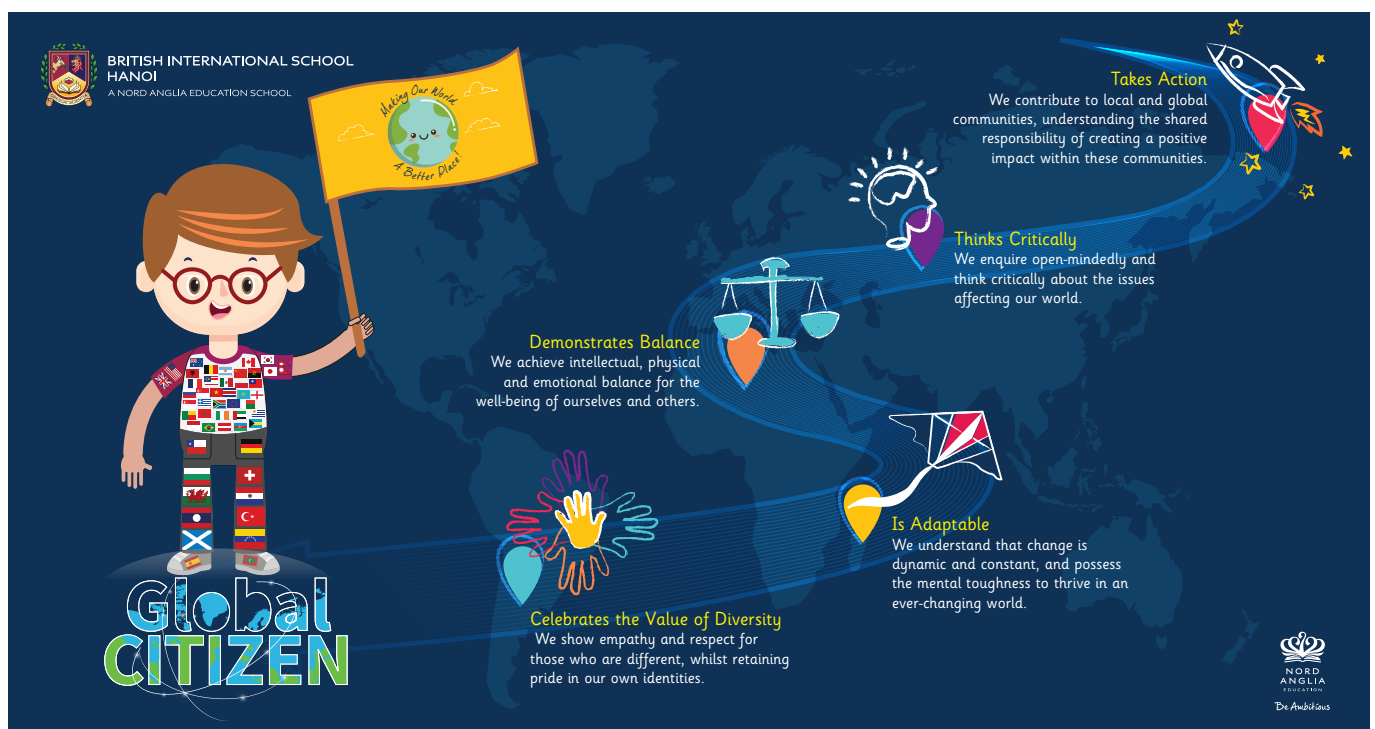 BRITISH INTERNATIONAL SCHOOL
HANOI
A NORD ANGLIA EDUCATION SCHOOL
Making Our World
A Better Place!
Takes Action
We contribute to local and global
communities, understanding the shared
responsibility of creating a positive
impact within these communities.
Thinks Critically
We enquire open-mindedly and
think critically about the issues
affecting our world.
Demonstrates Balance
We achieve intellectual, physical
and emotional balance for the
well-being of ourselves and others.
Is Adaptable
We understand that change is
dynamic and constant, and possess
the mental toughness to thrive in an
ever-changing world.
Celebrates the Value of Diversity
We show empathy and respect for
those who are different, whilst retaining
pride in our own identities.
Global
CITIZEN
NORD
ANGLIA
EDUCATION
Be Ambitious